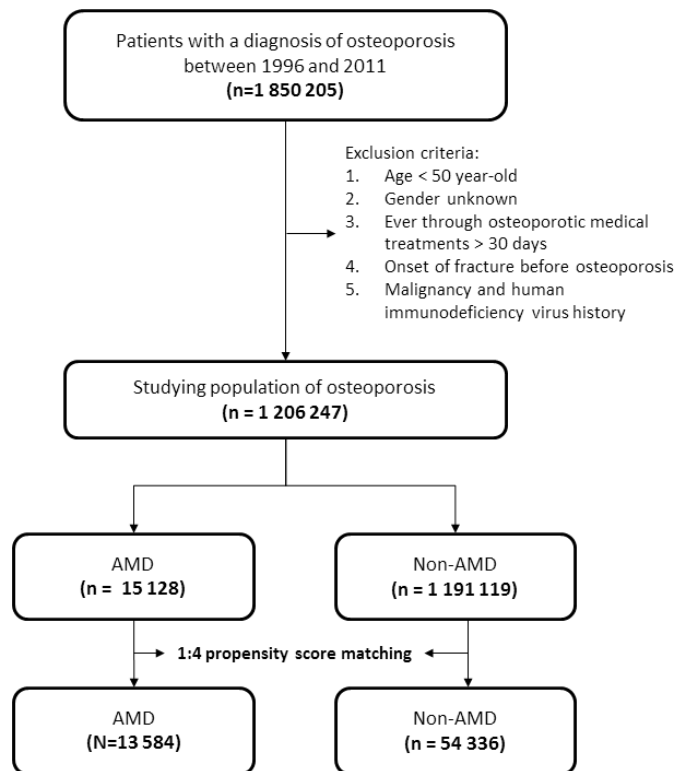 Patients with a diagnosis of osteoporosis
between 1996 and 2011
(n=1 850 205)
Exclusion criteria:
1. Age < 50 year-old
2. Gender unknown
3. Ever through osteoporotic medical
treatments > 30 days
4. Onset of fracture before osteoporosis
5. Malignancy and human
immunodeficiency virus history
Studying population of osteoporosis
(n = 1 206 247)
AMD
(n = 15 128)
Non-AMD
(n = 1 191 119)
1:4 propensity score matching
AMD
(N=13 584)
Non-AMD
(n = 54 336)